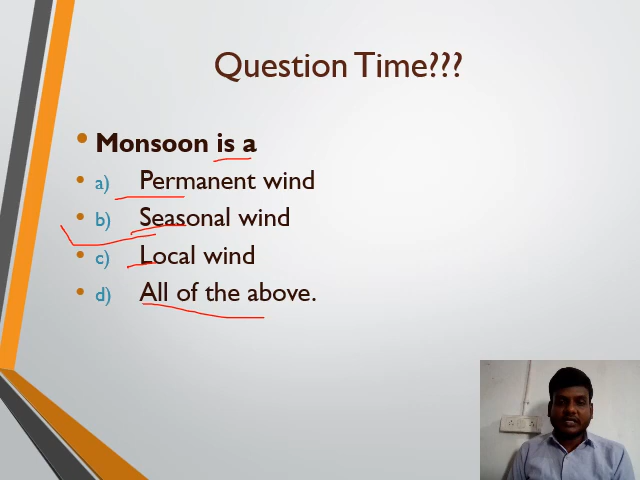 Question Time???
• Monsoon is a
• a) Permanent wind
• b) Seasonal wind
• c) Local wind
• d) All of the above.